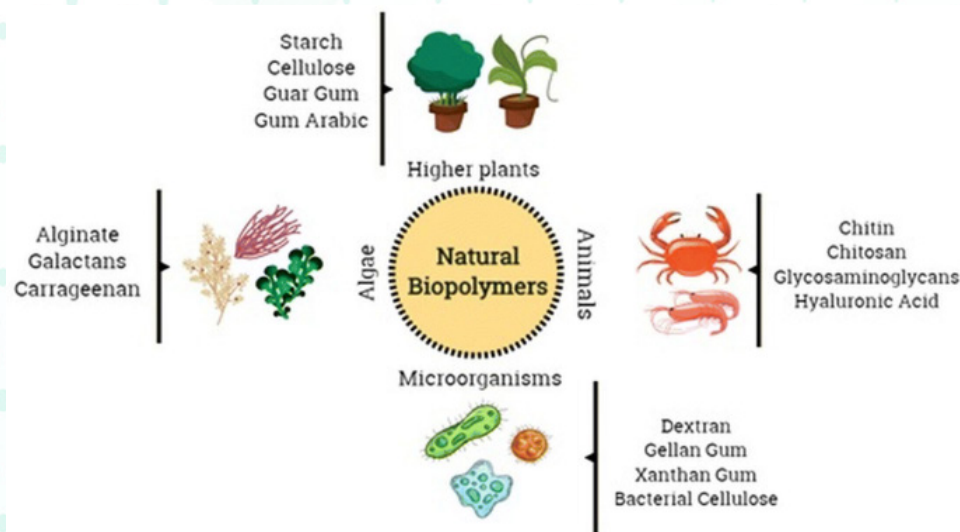 Starch
Cellulose
Guar Gum
Gum Arabic
Higher plants
Alginate
Galactans
Carrageenan
Algae
Natural
Biopolymers
Animals
Chitin
Chitosan
Glycosaminoglycans
Hyaluronic Acid
Microorganisms
Dextran
Gellan Gum
Xanthan Gum
Bacterial Cellulose